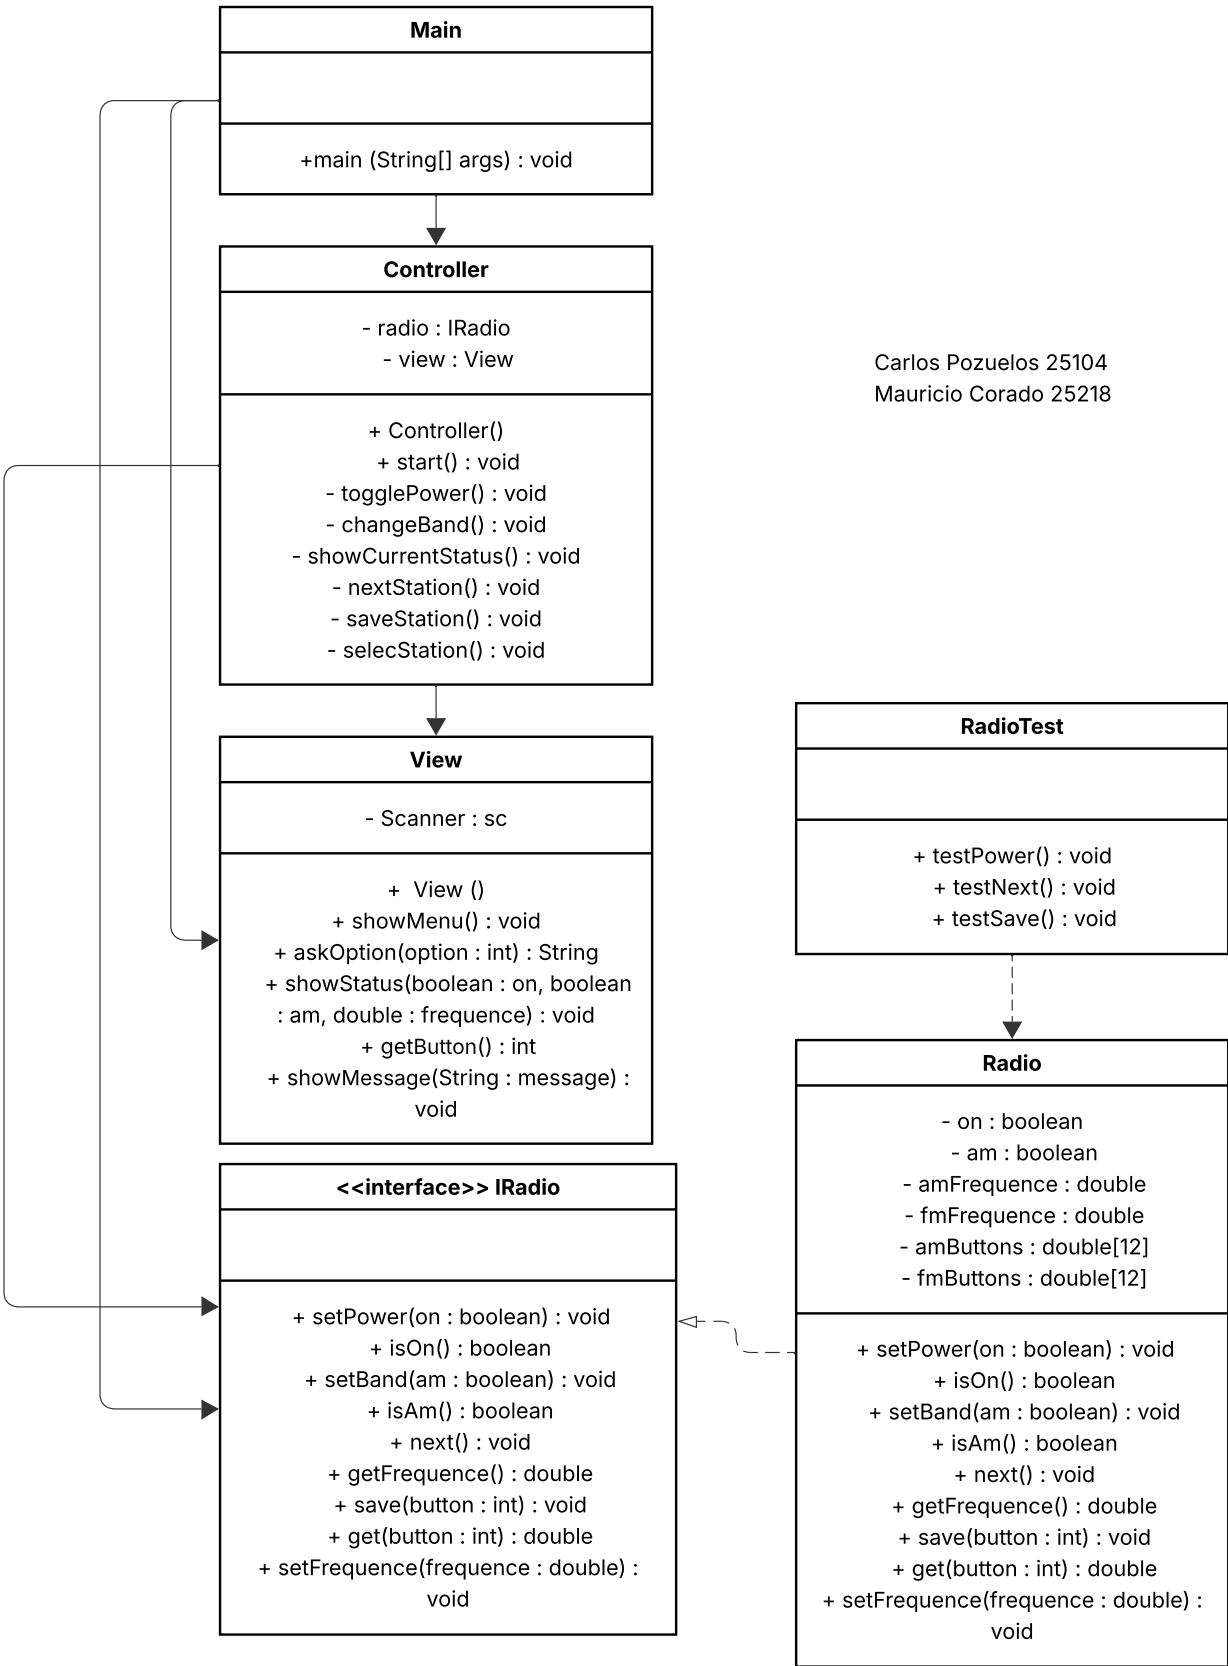 Main
+main (String[] args) : void
Controller
- radio : IRadio
- view : View
+ Controller()
+ start() : void
- togglePower() : void
- changeBand() : void
- showCurrentStatus() : void
- nextStation() : void
- saveStation() : void
- selecStation() : void
Carlos Pozuelos 25104
Mauricio Corado 25218
View
- Scanner : sc
+  View ()
+ showMenu() : void
+ askOption(option : int) : String
+ showStatus(boolean : on, boolean
: am, double : frequence) : void
+ getButton() : int
+ showMessage(String : message) :
void
RadioTest
+ testPower() : void
+ testNext() : void
+ testSave() : void
<<interface>> IRadio
+ setPower(on : boolean) : void
+ isOn() : boolean
+ setBand(am : boolean) : void
+ isAm() : boolean
+ next() : void
+ getFrequence() : double
+ save(button : int) : void
+ get(button : int) : double
+ setFrequence(frequence : double) :
void
Radio
- on : boolean
- am : boolean
- amFrequence : double
- fmFrequence : double
- amButtons : double[12]
- fmButtons : double[12]
+ setPower(on : boolean) : void
+ isOn() : boolean
+ setBand(am : boolean) : void
+ isAm() : boolean
+ next() : void
+ getFrequence() : double
+ save(button : int) : void
+ get(button : int) : double
+ setFrequence(frequence : double) :
void